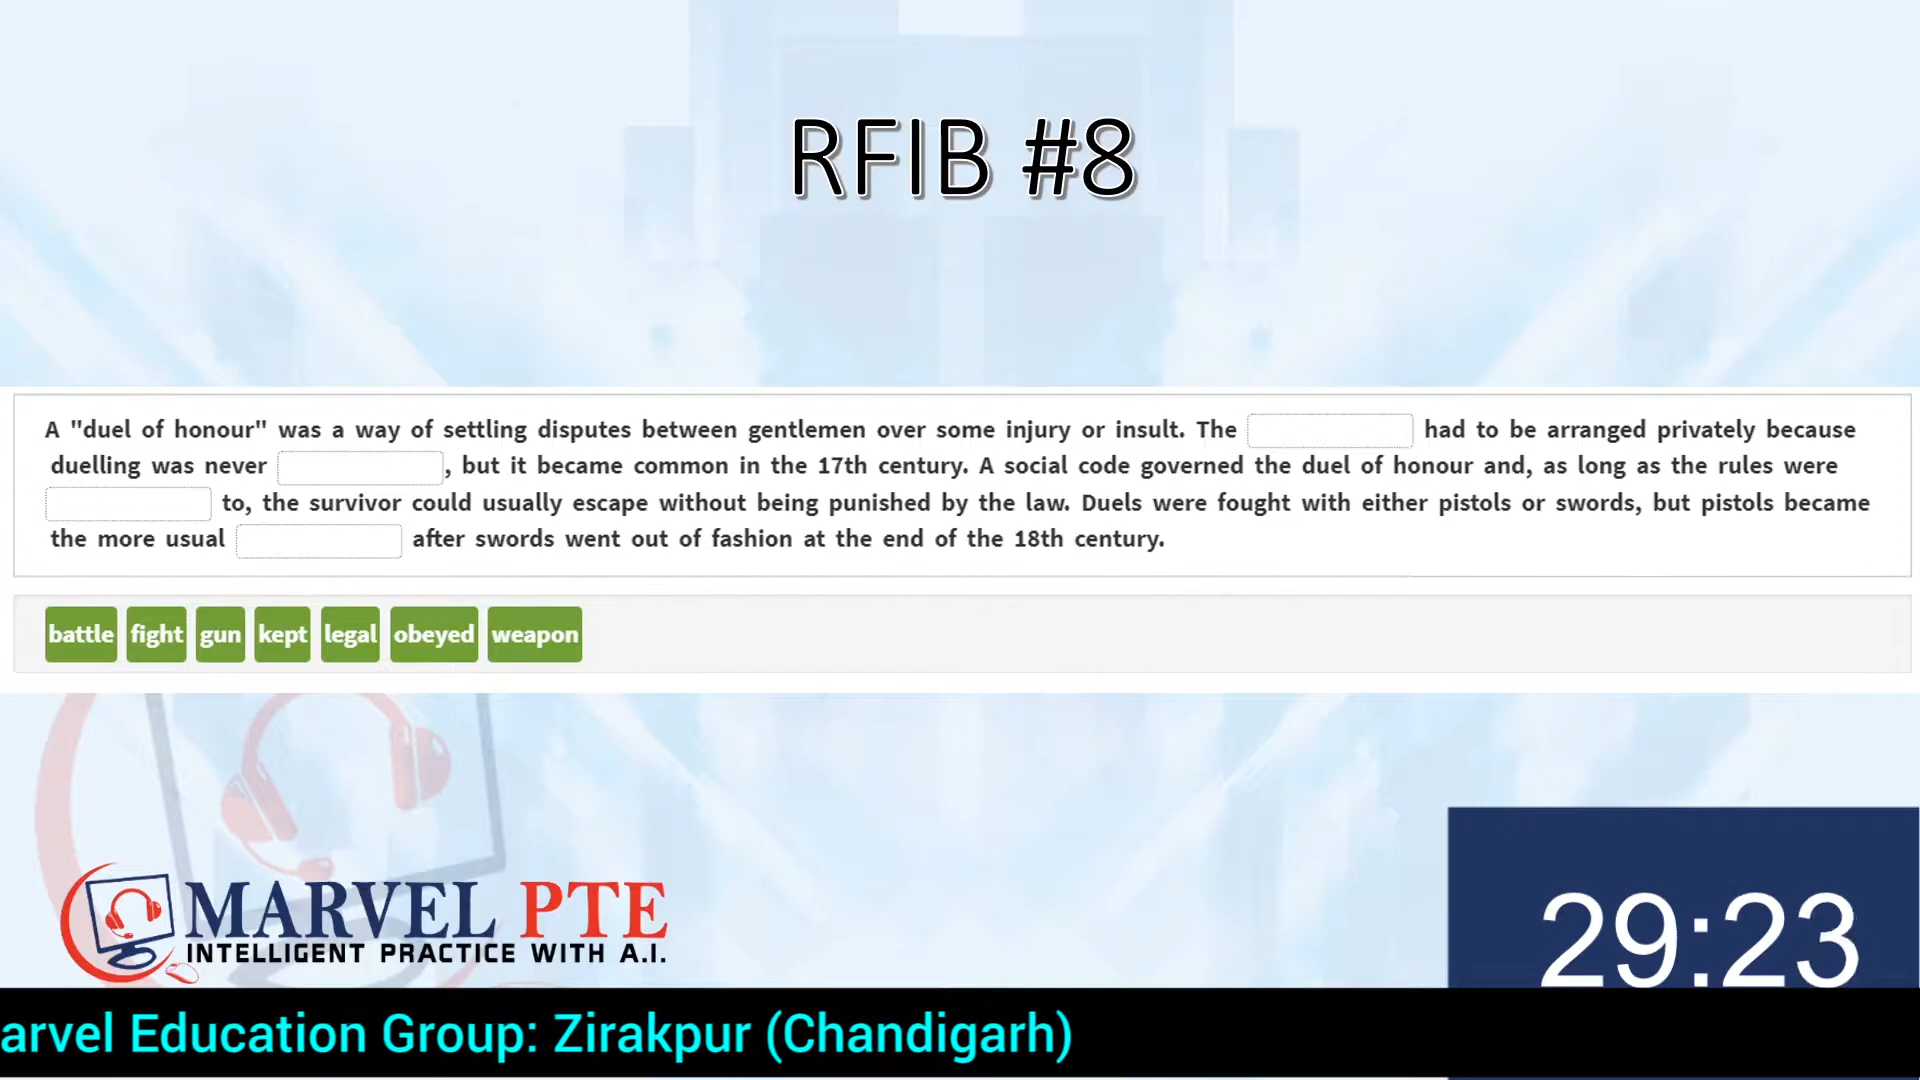 RFIB #8
A "duel of honour" was a way of settling disputes between gentlemen over some injury or insult. The had to be arranged privately because
duelling was never , but it became common in the 17th century. A social code governed the duel of honour and, as long as the rules were
to, the survivor could usually escape without being punished by the law. Duels were fought with either pistols or swords, but pistols became
the more usual after swords went out of fashion at the end of the 18th century.
battle fight gun kept legal obeyed weapon
MARVEL PTE
INTELLIGENT PRACTICE WITH A.I.
29:23
arvel Education Group: Zirakpur (Chandigarh)